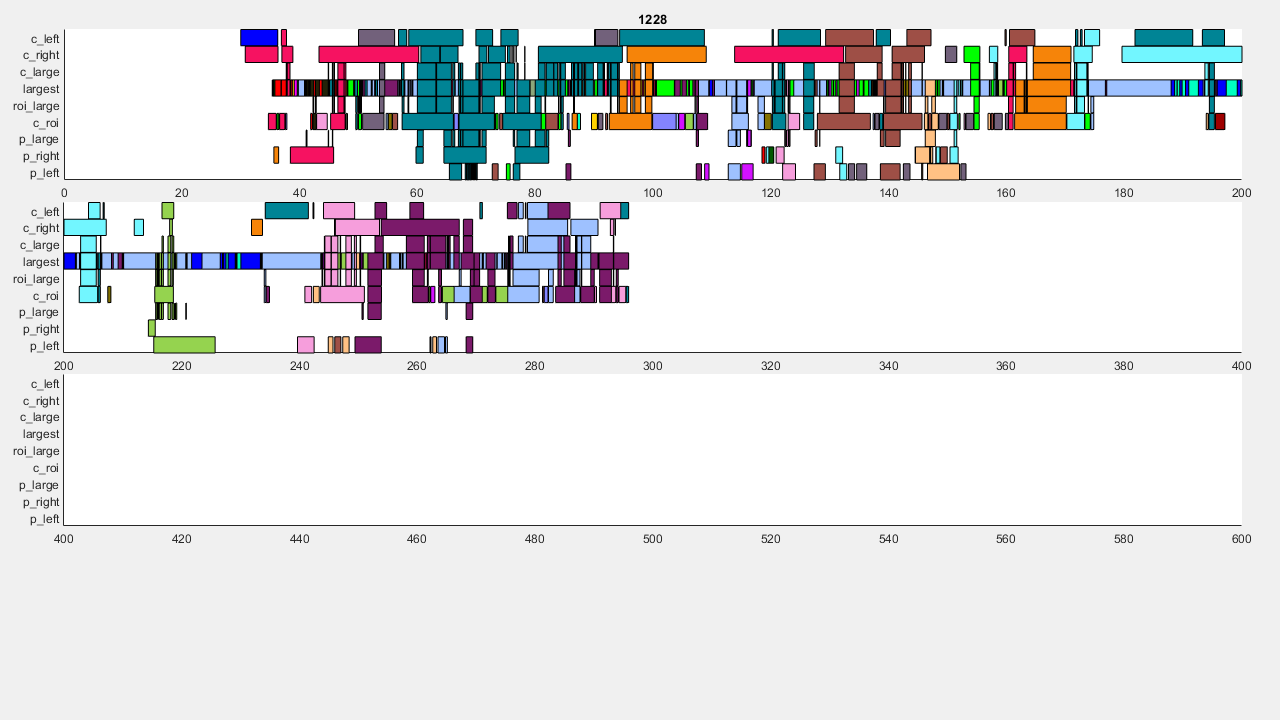 1228
c_left
c_right
c_large
largest
roi_large
c_roi
p_large
p_right
p_left
0 20 40 60 80 100 120 140 160 180 200
c_left
c_right
c_large
largest
roi_large
c_roi
p_large
p_right
p_left
200 220 240 260 280 300 320 340 360 380 400
c_left
c_right
c_large
largest
roi_large
c_roi
p_large
p_right
p_left
400 420 440 460 480 500 520 540 560 580 600